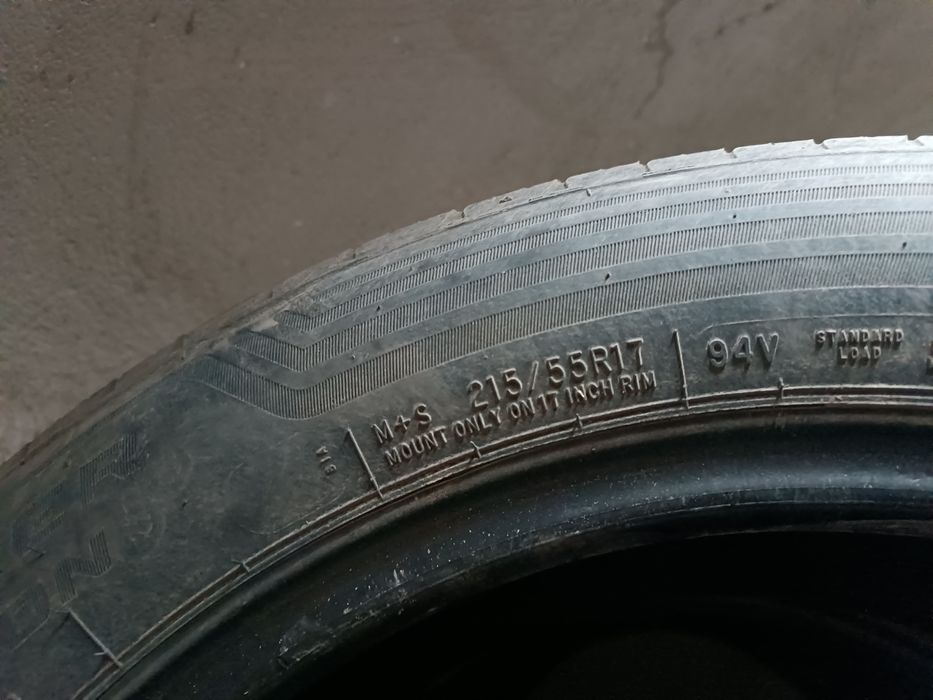 M+S 215/55R17
MOUNT ONLY ON 17 INCH RIM
94V
STANDARD
LOAD